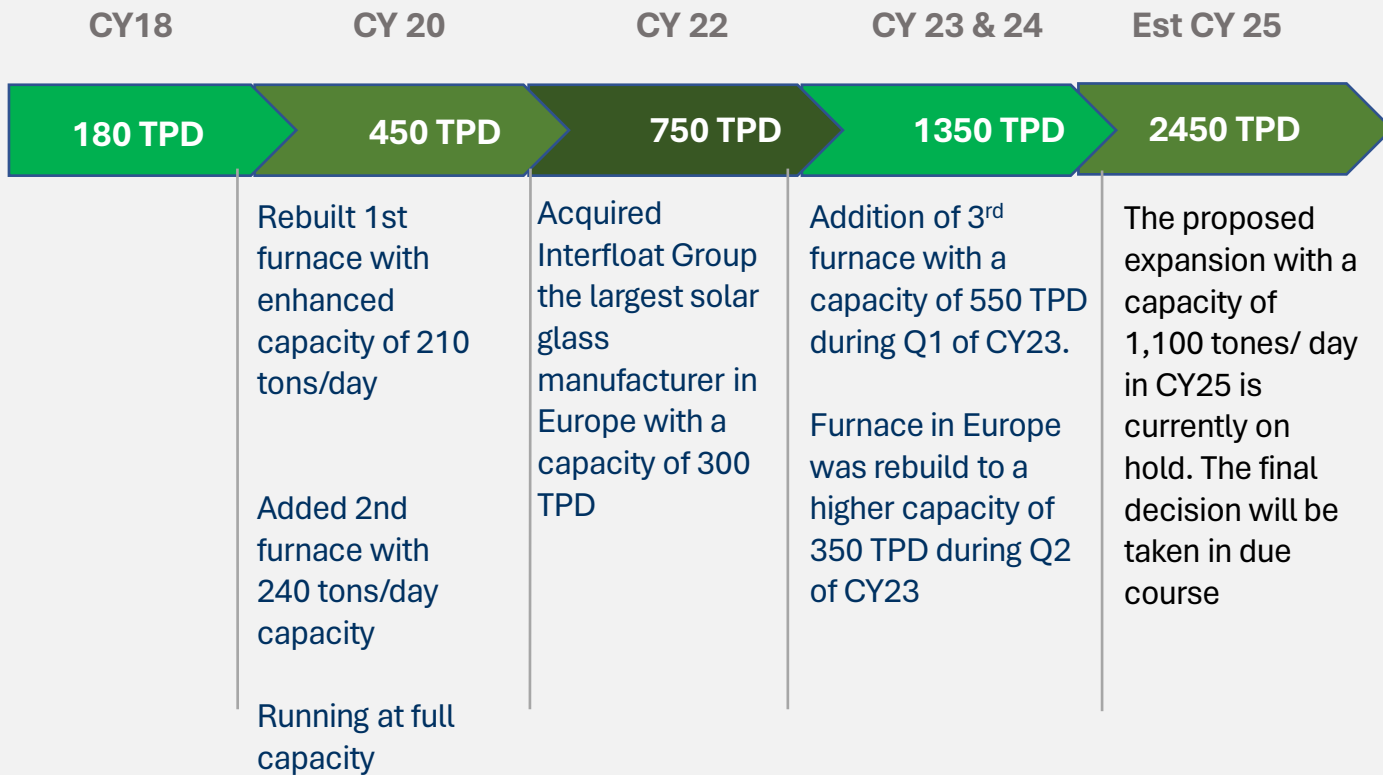 CY18
CY 20
CY 22
CY 23 & 24
Est CY 25
180 TPD
450 TPD
750 TPD
1350 TPD
2450 TPD
Rebuilt 1st
furnace with
enhanced
capacity of 210
tons/day
Added 2nd
furnace with
240 tons/day
capacity
Running at full
capacity
Acquired
Interfloat Group
the largest solar
glass
manufacturer in
Europe with a
capacity of 300
TPD
Addition of 3rd
furnace with a
capacity of 550 TPD
during Q1 of CY23.
Furnace in Europe
was rebuild to a
higher capacity of
350 TPD during Q2
of CY23
The proposed
expansion with a
capacity of
1,100 tones/ day
in CY25 is
currently on
hold. The final
decision will be
taken in due
course